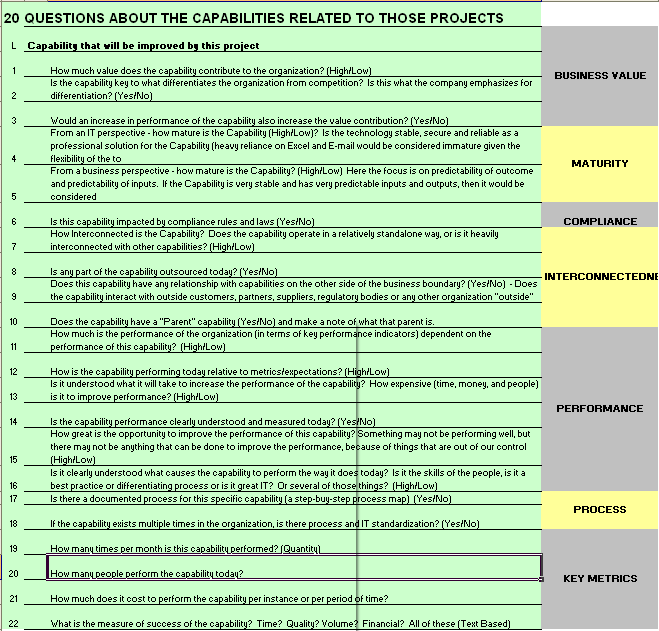 20 QUESTIONS ABOUT THE CAPABILITIES RELATED TO THOSE PROJECTS
L Capability that will be improved by this project
BUSINESS VALUE
1 How much value does the capability contribute to the organization? (High/Low)
Is the capability key to what differentiates the organization from competition? Is this what the company emphasizes for
2 differentiation? (Yes/No)
3 Would an increase in performance of the capability also increase the value contribution? (Yes/No)
MATURITY
From an IT perspective - how mature is the Capability (High/Low)? Is the technology stable, secure and reliable as a
professional solution for the Capability (heavy reliance on Excel and E-mail would be considered immature given the
4 flexibility of the to
From a business perspective - how mature is the Capability? (High/Low) Here the focus is on predictability of outcome
and predictability of inputs. If the Capability is very stable and has very predictable inputs and outputs, then it would be
5 considered
COMPLIANCE
6 Is this capability impacted by compliance rules and laws (Yes/No)
INTERCONNECTEDNE
How Interconnected is the Capability? Does the capability operate in a relatively standalone way, or is it heavily
7 interconnected with other capabilities? (High/Low)
8 Is any part of the capability outsourced today? (Yes/No)
Does this capability have any relationship with capabilities on the other side of the business boundary? (Yes/No) - Does
9 the capability interact with outside customers, partners, suppliers, regulatory bodies or any other organization "outside"
10 Does the capability have a "Parent" capability (Yes/No) and make a note of what that parent is.
PERFORMANCE
How much is the performance of the organization (in terms of key performance indicators) dependent on the
11 performance of this capability? (High/Low)
12 How is the capability performing today relative to metrics/expectations? (High/Low)
Is it understood what it will take to increase the performance of the capability? How expensive (time, money, and people)
13 is it to improve performance? (High/Low)
14 Is the capability performance clearly understood and measured today? (Yes/No)
How great is the opportunity to improve the performance of this capability? Something may not be performing well, but
there may not be anything that can be done to improve the performance, because of things that are out of our control
15 (High/Low)
Is it clearly understood what causes the capability to perform the way it does today? Is it the skills of the people, is it a
16 best practice or differentiating process or is it great IT? Or several of those things? (High/Low)
PROCESS
17 Is there a documented process for this specific capability (a step-buy-step process map) (Yes/No)
18 If the capability exists multiple times in the organization, is there process and IT standardization? (Yes/No)
KEY METRICS
19 How many times per month is this capability performed? (Quantity)
20 How many people perform the capability today?
21 How much does it cost to perform the capability per instance or per period of time?
22 What is the measure of success of the capability? Time? Quality? Volume? Financial? All of these (Text Based)